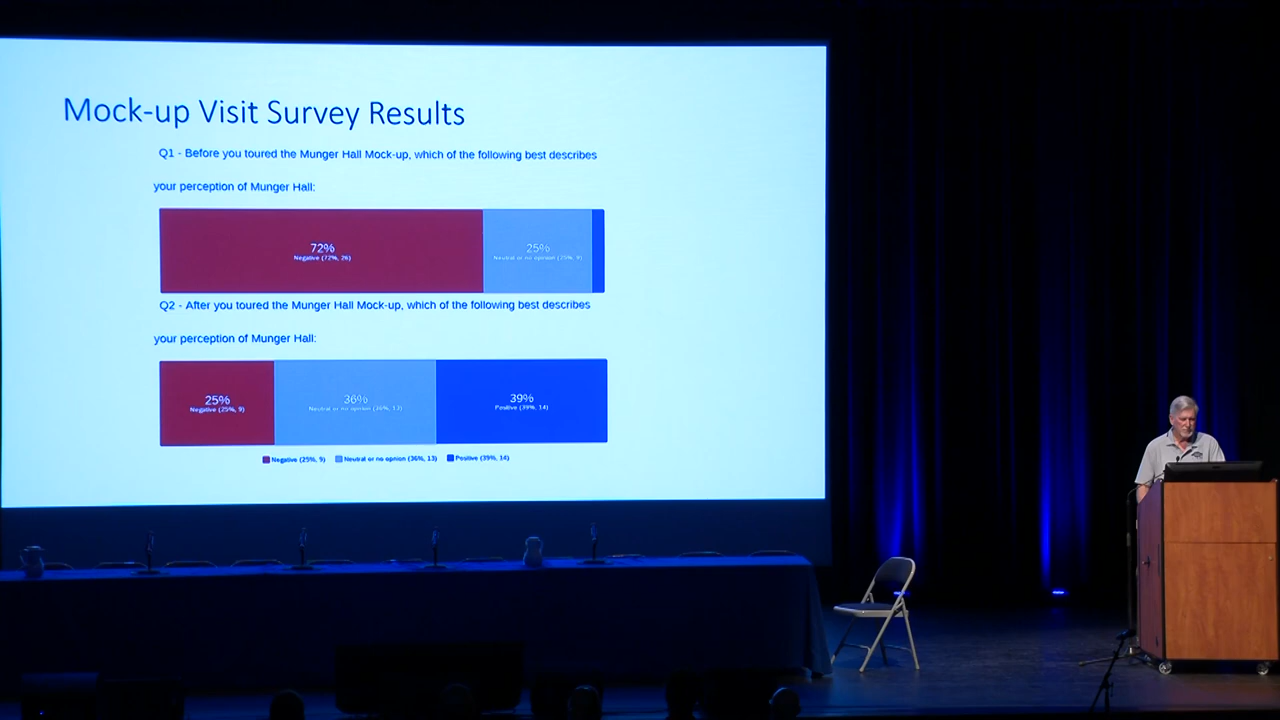 Mock-up Visit Survey Results
Q1 - Before you toured the Munger Hall Mock-up, which of the following best describes
your perception of Munger Hall:
72%
Negative (72%, 26)
25%
Neutral or no opinion (25%, 9)
Q2 - After you toured the Munger Hall Mock-up, which of the following best describes
your perception of Munger Hall:
25%
Negative (25%, 9)
36%
Neutral or no opinion (36%, 13)
39%
Positive (39%, 14)
Negative (25%, 9) Neutral or no opnion (36%, 13) Positive (39%, 14)